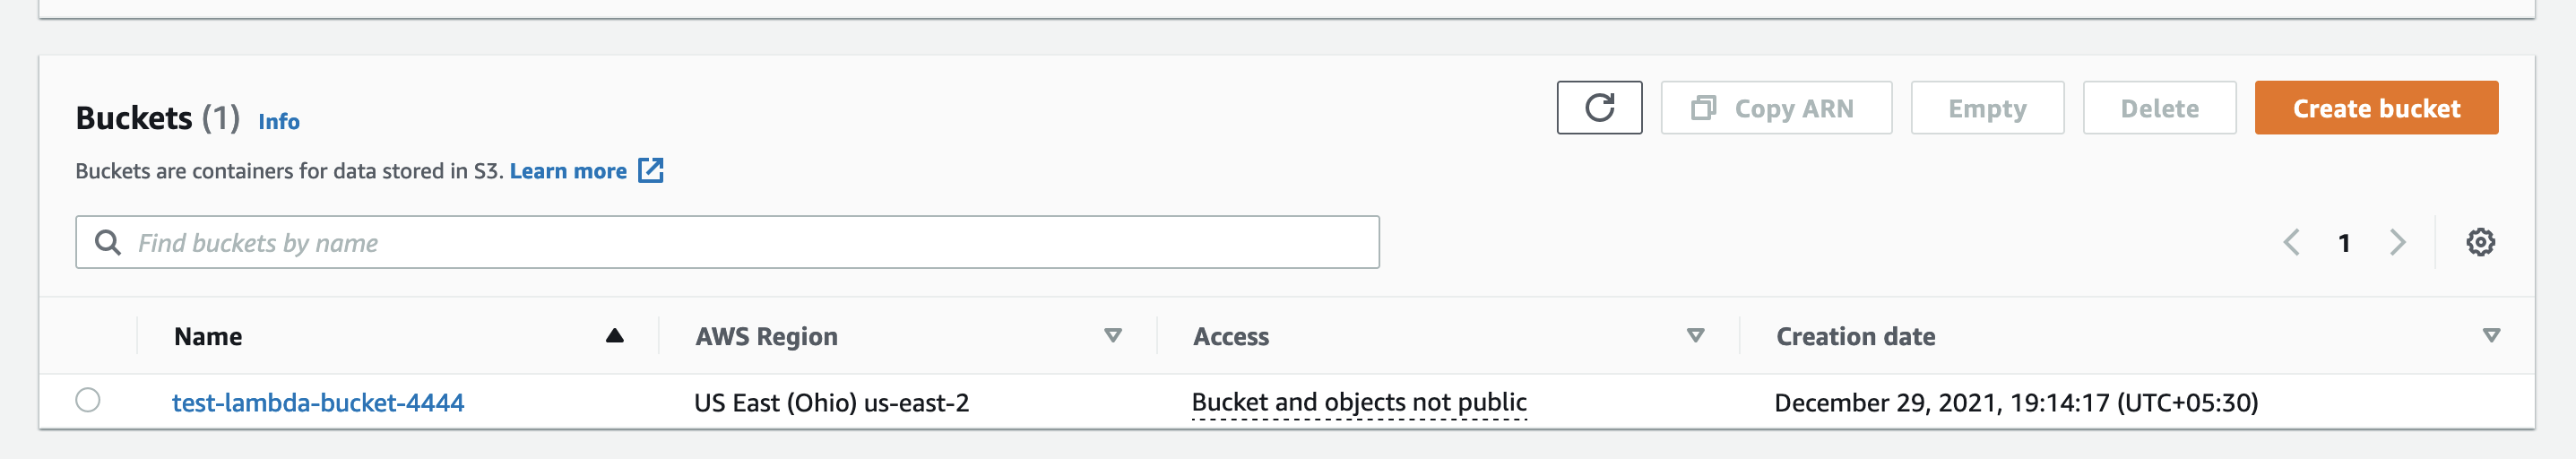 Buckets (1) Info
Copy ARN
Empty
Delete
Create bucket
Buckets are containers for data stored in S3. Learn more
Find buckets by name
1
Name AWS Region Access Creation date
test-lambda-bucket-4444 US East (Ohio) us-east-2 Bucket and objects not public December 29, 2021, 19:14:17 (UTC+05:30)